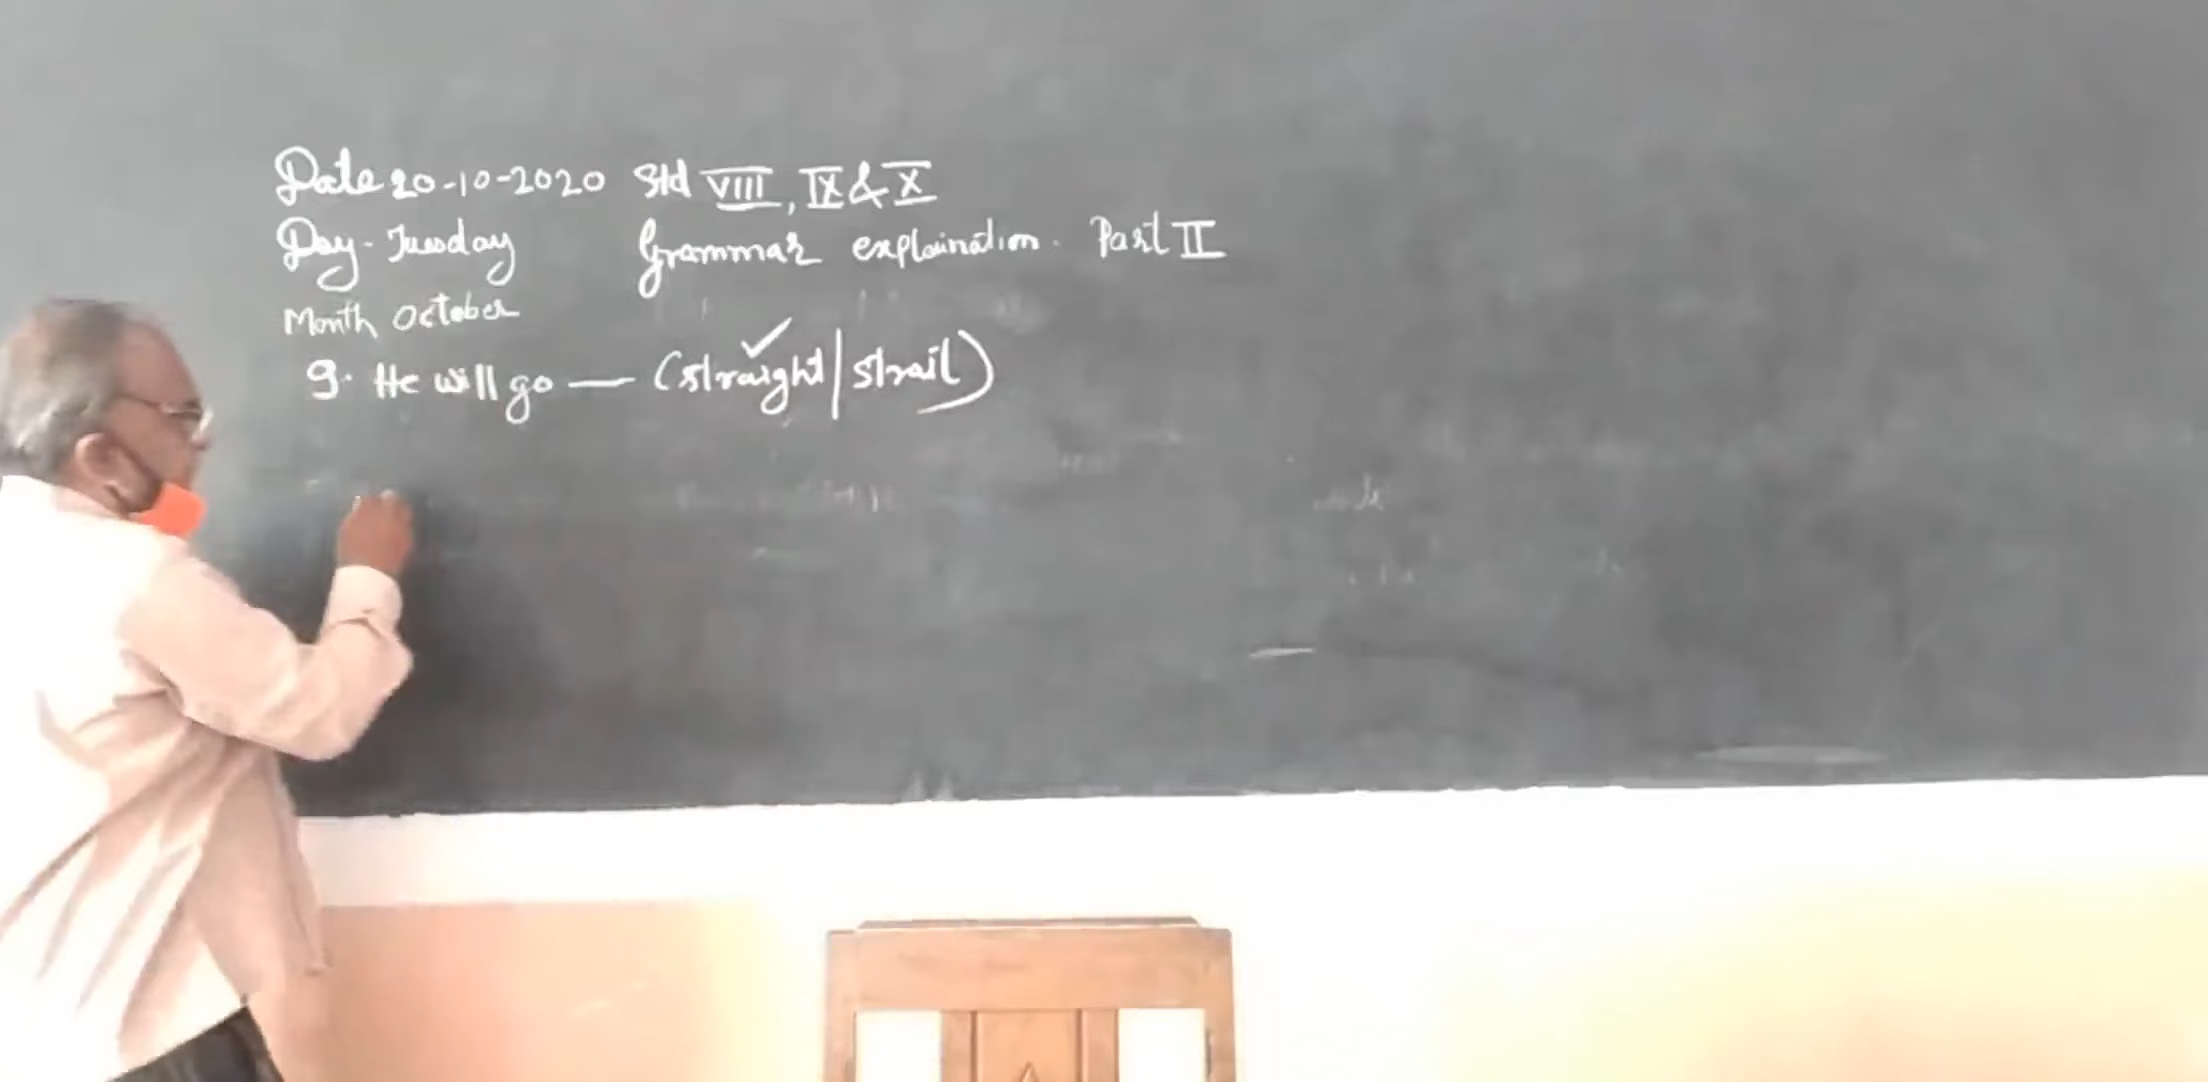 Date 20-10-2020 Std VIII, IX & X
Day - Tuesday Grammar explaination. Part II
Month October
9. He will go — (straight/strait)